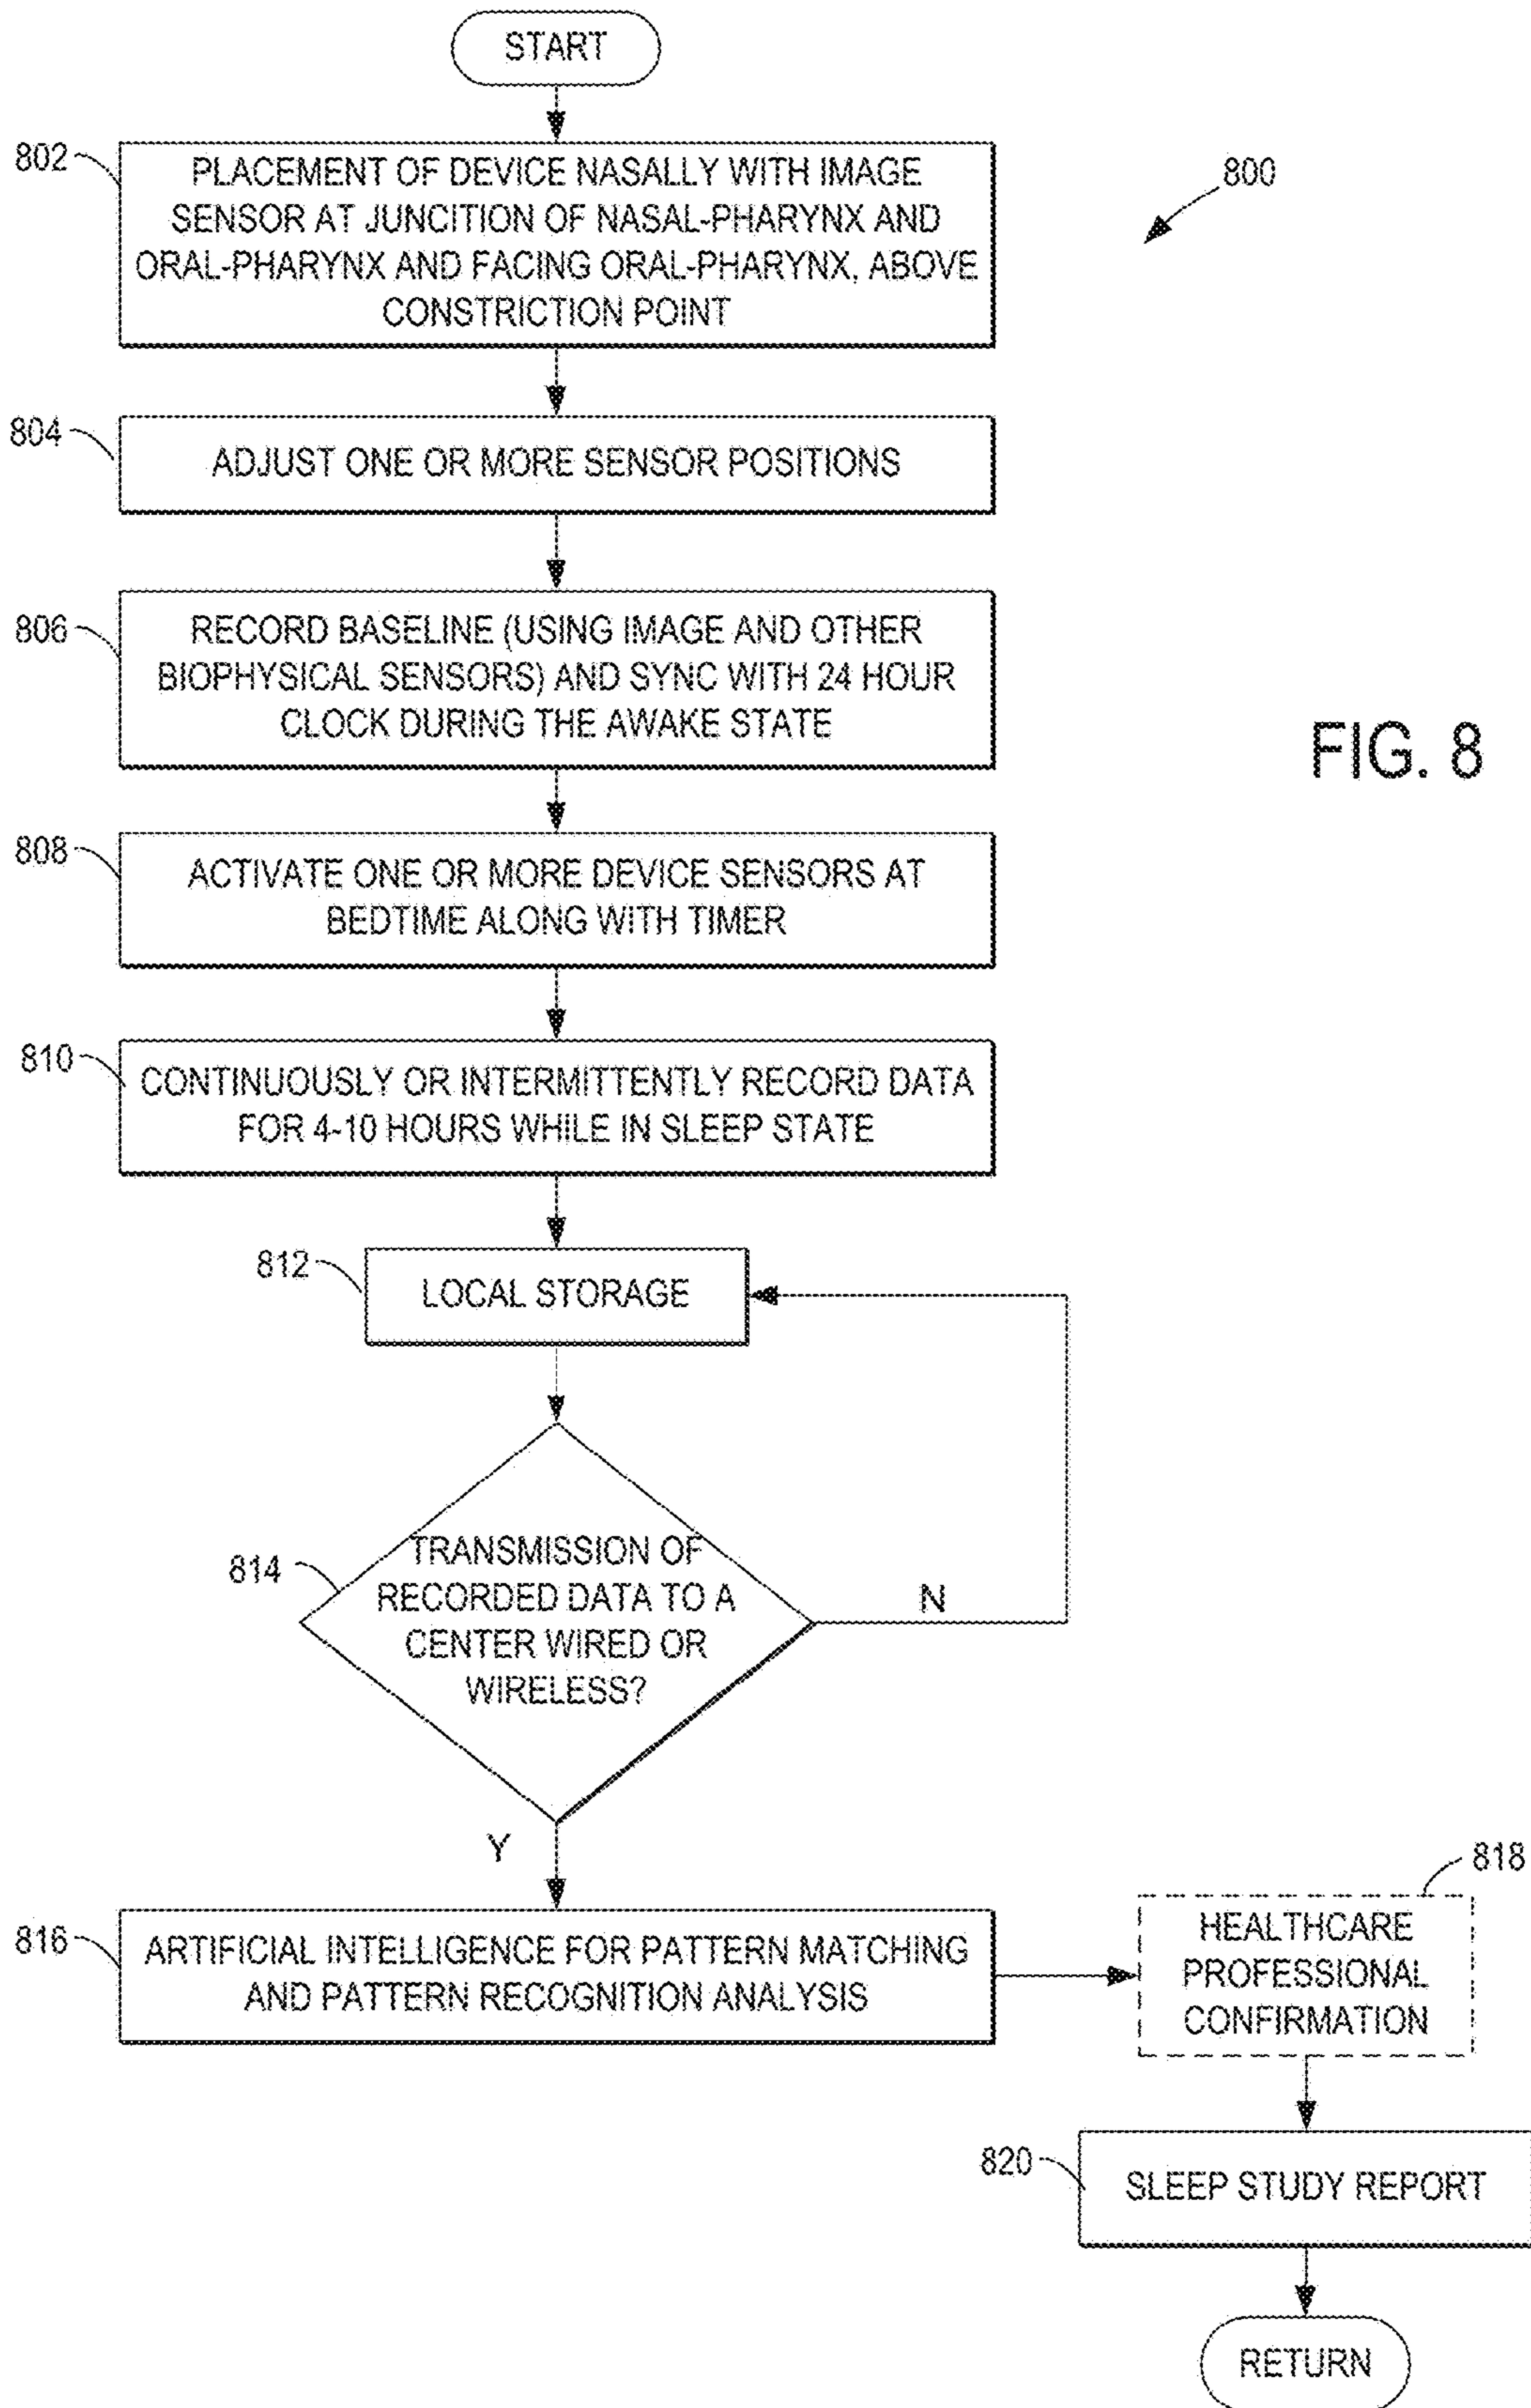 START
802
PLACEMENT OF DEVICE NASALLY WITH IMAGE
SENSOR AT JUNCITION OF NASAL-PHARYNX AND
ORAL-PHARYNX AND FACING ORAL-PHARYNX, ABOVE
CONSTRICTION POINT
800
804
ADJUST ONE OR MORE SENSOR POSITIONS
806
RECORD BASELINE (USING IMAGE AND OTHER
BIOPHYSICAL SENSORS) AND SYNC WITH 24 HOUR
CLOCK DURING THE AWAKE STATE
FIG. 8
808
ACTIVATE ONE OR MORE DEVICE SENSORS AT
BEDTIME ALONG WITH TIMER
810
CONTINUOUSLY OR INTERMITTENTLY RECORD DATA
FOR 4-10 HOURS WHILE IN SLEEP STATE
812
LOCAL STORAGE
814
TRANSMISSION OF
RECORDED DATA TO A
CENTER WIRED OR
WIRELESS?
N
Y
816
ARTIFICIAL INTELLIGENCE FOR PATTERN MATCHING
AND PATTERN RECOGNITION ANALYSIS
818
HEALTHCARE
PROFESSIONAL
CONFIRMATION
820
SLEEP STUDY REPORT
RETURN